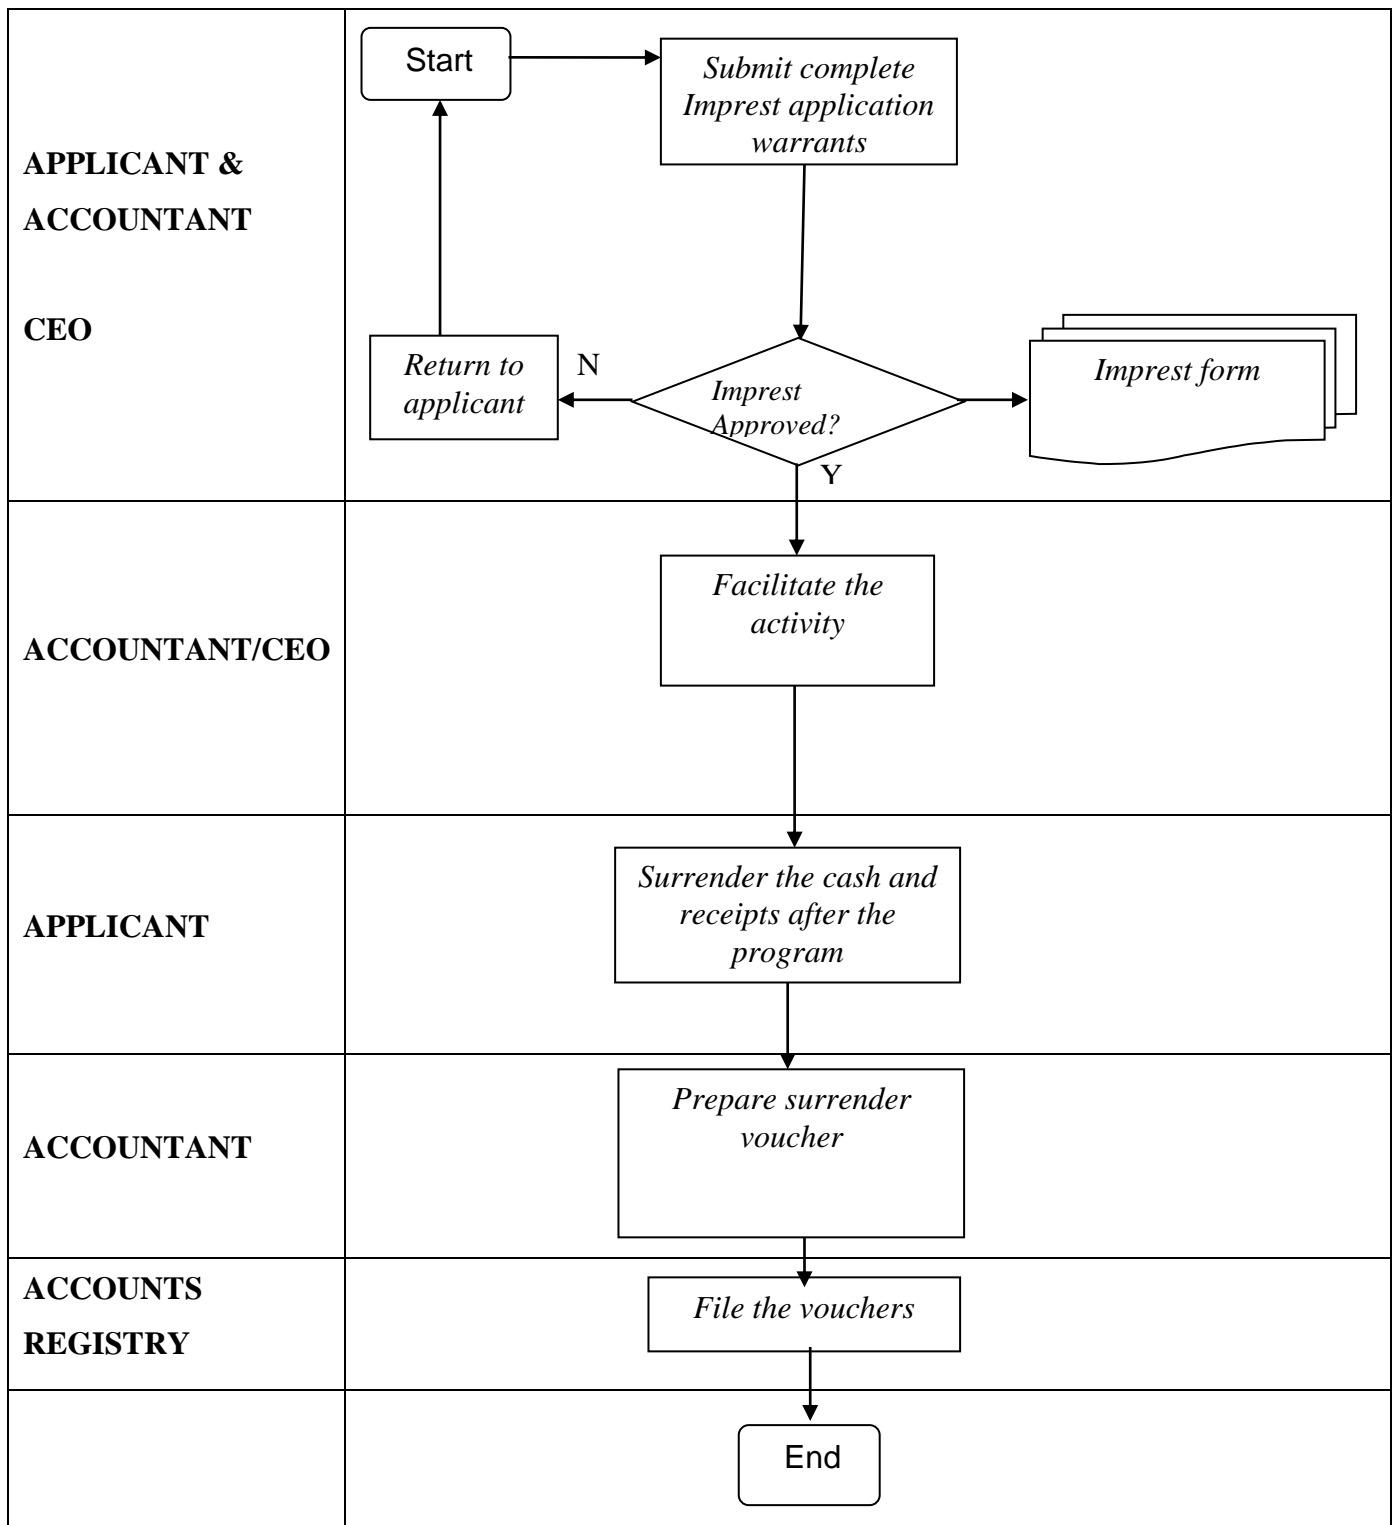 APPLICANT &
ACCOUNTANT
CEO
Start
Submit complete
Imprest application
warrants
Return to
applicant
N
Imprest
Approved?
Y
Imprest form
ACCOUNTANT/CEO
Facilitate the
activity
APPLICANT
Surrender the cash and
receipts after the
program
ACCOUNTANT
Prepare surrender
voucher
ACCOUNTS
REGISTRY
File the vouchers
End